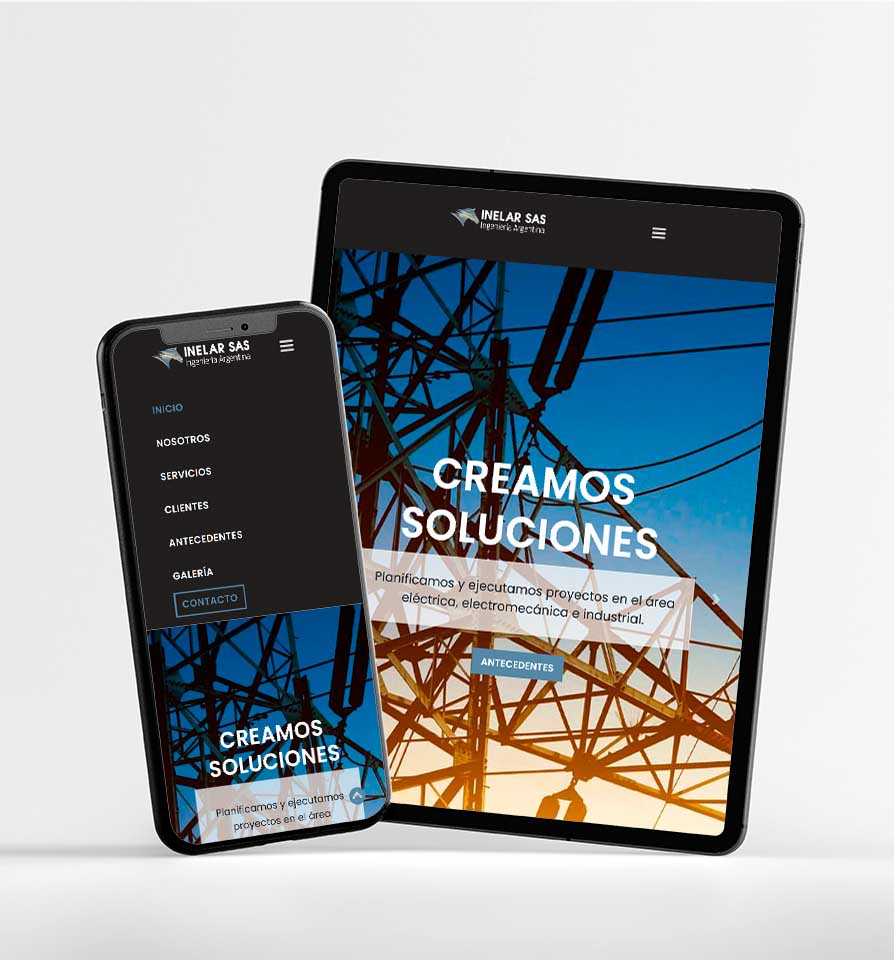 INELAR SAS
Ingeniería Argentina
CREAMOS
SOLUCIONES
Planificamos y ejecutamos proyectos en el área
eléctrica, electromecánica e industrial.
ANTECEDENTES
INELAR SAS
Ingeniería Argentina
INICIO
NOSOTROS
SERVICIOS
CLIENTES
ANTECEDENTES
GALERÍA
CONTACTO
CREAMOS
SOLUCIONES
Planificamos y ejecutamos
proyectos en el área